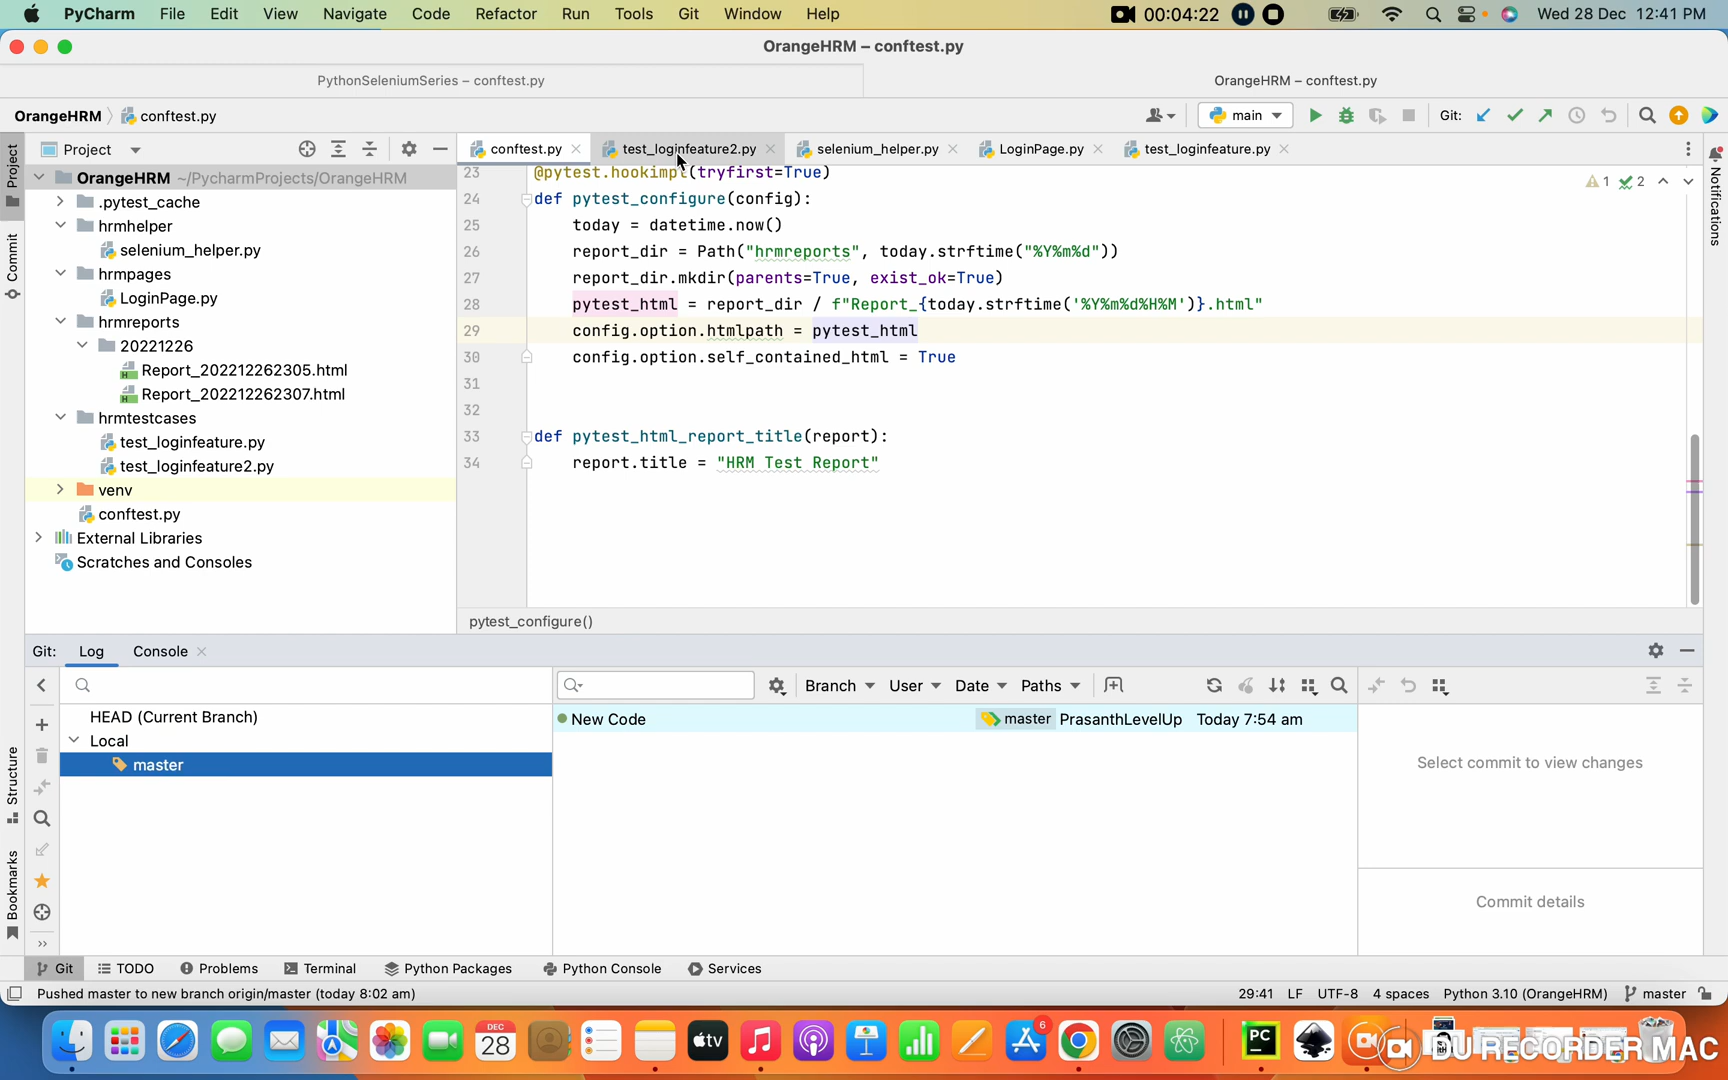 PyCharm File Edit View Navigate Code Refactor Run Tools Git Window Help 00:04:22 Wed 28 Dec 12:41 PM
OrangeHRM – conftest.py
PythonSeleniumSeries – conftest.py OrangeHRM – conftest.py
OrangeHRM conftest.py main Git:
Project conftest.py test_loginfeature2.py selenium_helper.py LoginPage.py test_loginfeature.py
OrangeHRM ~/PycharmProjects/OrangeHRM
.pytest_cache
hrmhelper
selenium_helper.py
hrmpages
LoginPage.py
hrmreports
20221226
Report_202212262305.html
Report_202212262307.html
hrmtestcases
test_loginfeature.py
test_loginfeature2.py
venv
conftest.py
External Libraries
Scratches and Consoles
23 @pytest.hookimpl(tryfirst=True)
24 def pytest_configure(config):
25 today = datetime.now()
26 report_dir = Path("hrmreports", today.strftime("%Y%m%d"))
27 report_dir.mkdir(parents=True, exist_ok=True)
28 pytest_html = report_dir / f"Report_{today.strftime('%Y%m%d%H%M')}.html"
29 config.option.htmlpath = pytest_html
30 config.option.self_contained_html = True
31
32
33 def pytest_html_report_title(report):
34 report.title = "HRM Test Report"
1 2
pytest_configure()
Project
Commit
Structure
Bookmarks
Notifications
Git: Log Console
Branch User Date Paths
HEAD (Current Branch)
Local
master
New Code master PrasanthLevelUp Today 7:54 am
Select commit to view changes
Commit details
Git TODO Problems Terminal Python Packages Python Console Services
Pushed master to new branch origin/master (today 8:02 am) 29:41 LF UTF-8 4 spaces Python 3.10 (OrangeHRM) master
DEC
28
tv
6
PC
DU RECORDER MAC